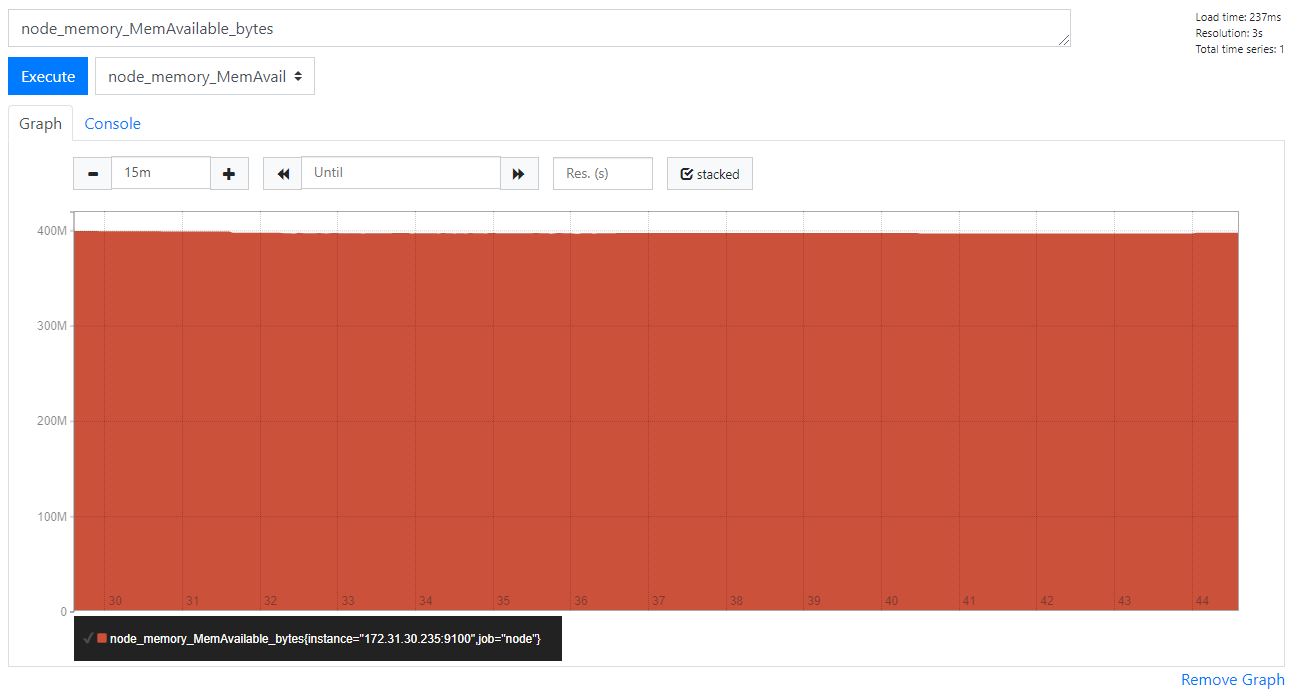 node_memory_MemAvailable_bytes
Load time: 237ms
Resolution: 3s
Total time series: 1
Execute
node_memory_MemAvail
Graph
Console
15m
Until
Res. (s)
stacked
400M
300M
200M
100M
0
30 31 32 33 34 35 36 37 38 39 40 41 42 43 44
node_memory_MemAvailable_bytes{instance="172.31.30.235:9100",job="node"}
Remove Graph